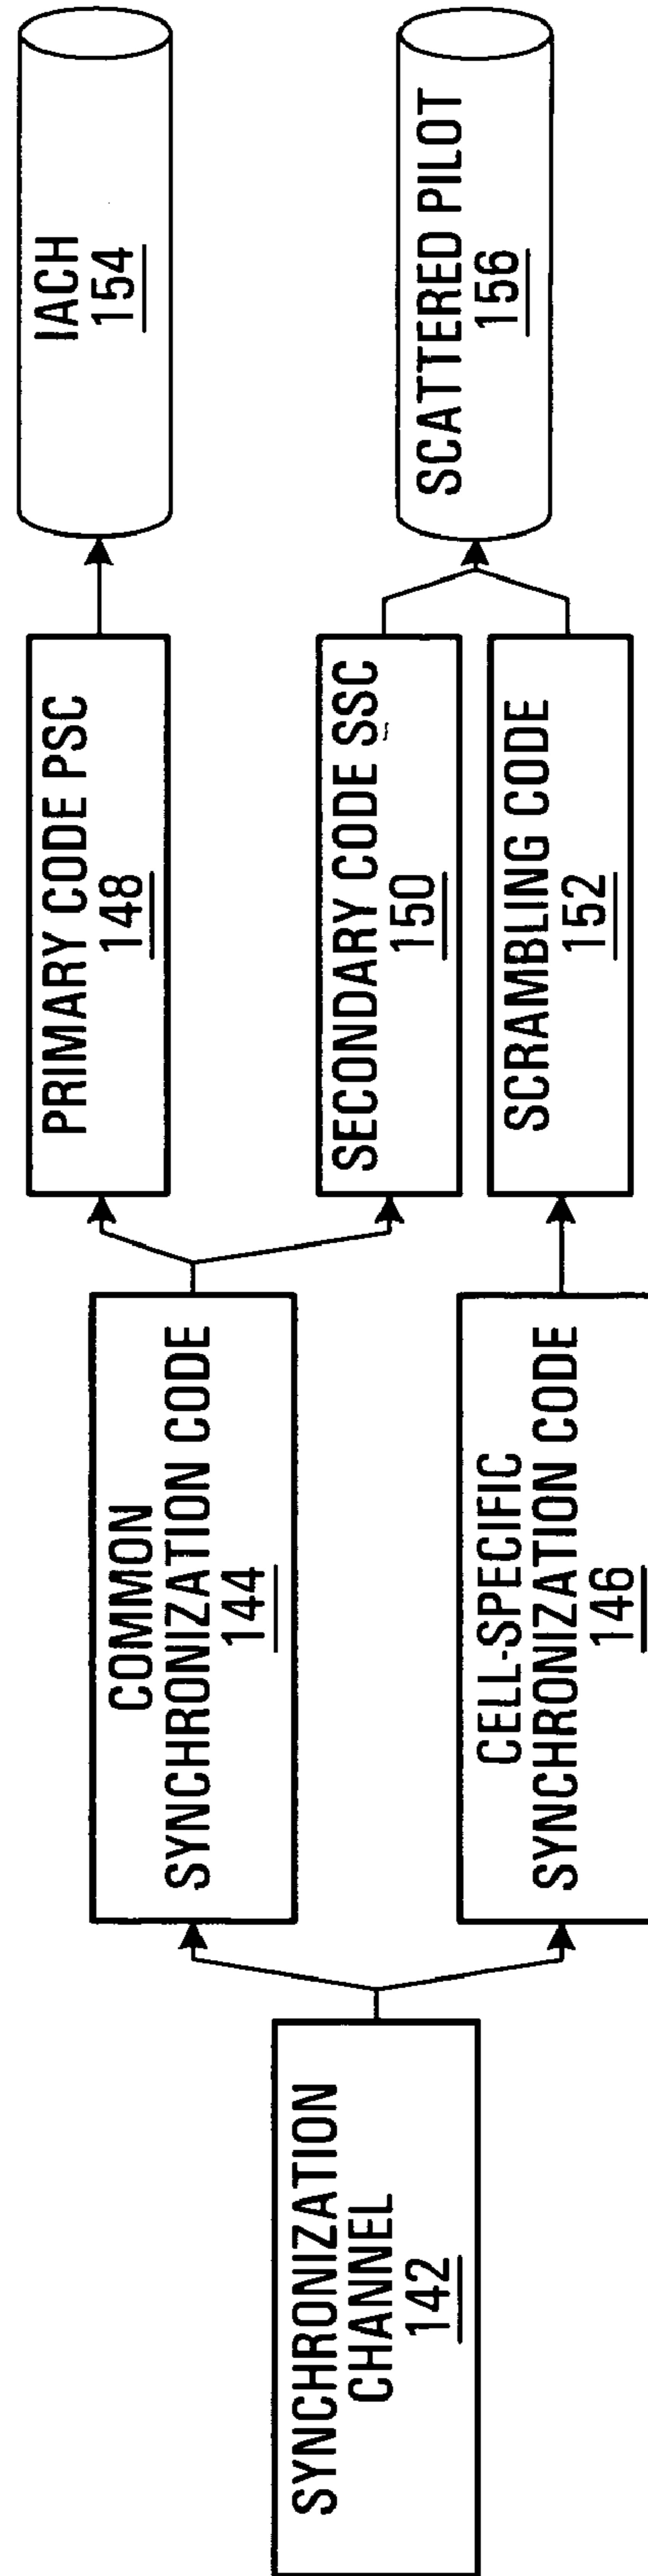 SYNCHRONIZATION
CHANNEL
142
COMMON
SYNCHRONIZATION CODE
144
CELL-SPECIFIC
SYNCHRONIZATION CODE
146
PRIMARY CODE PSC
148
SECONDARY CODE SSC
150
SCRAMBLING CODE
152
IACH
154
SCATTERED PILOT
156